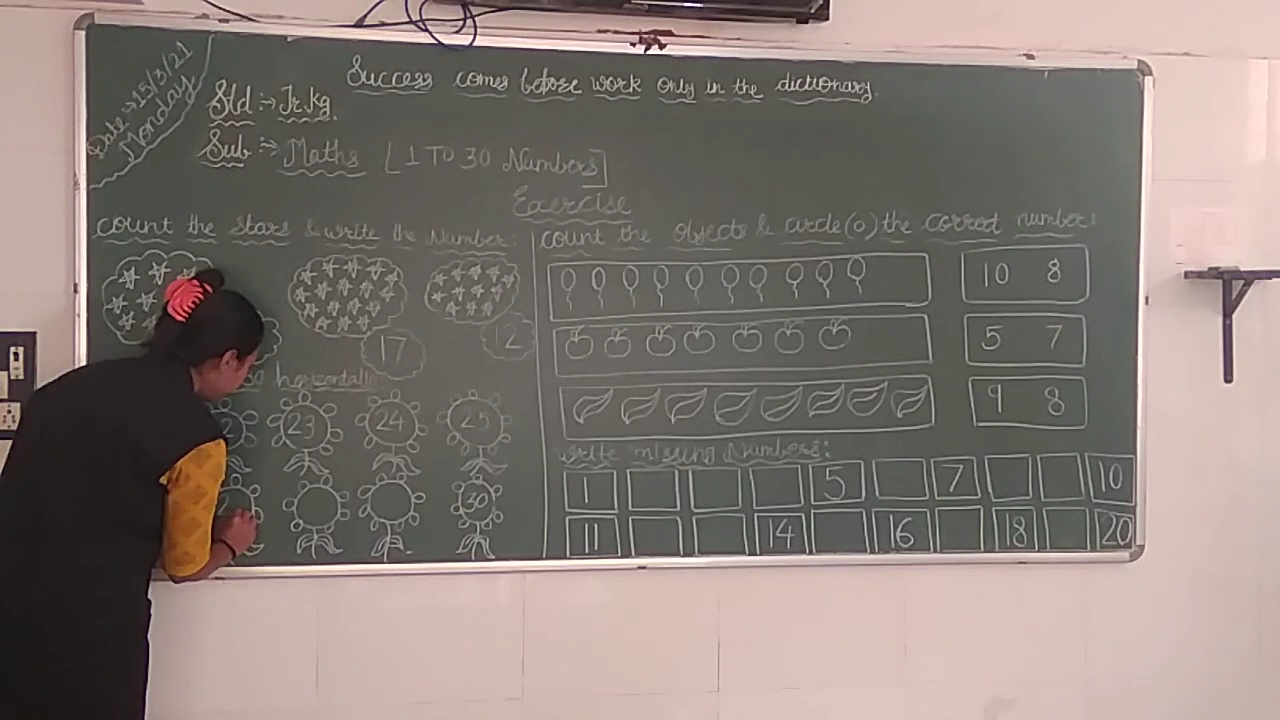 Success comes before work only in the dictionary.
Date:-15/3/21
Monday
Std :- Jr.kg.
Sub :- Maths [1 TO 30 Numbers]
Exercise
count the stars & write the Number:
17
12
30 horizontally
23 24 25
30
count the objects & circle(o) the correct number:
10 8
5 7
9 8
write missing Numbers:
1 5 7 10
11 14 16 18 20